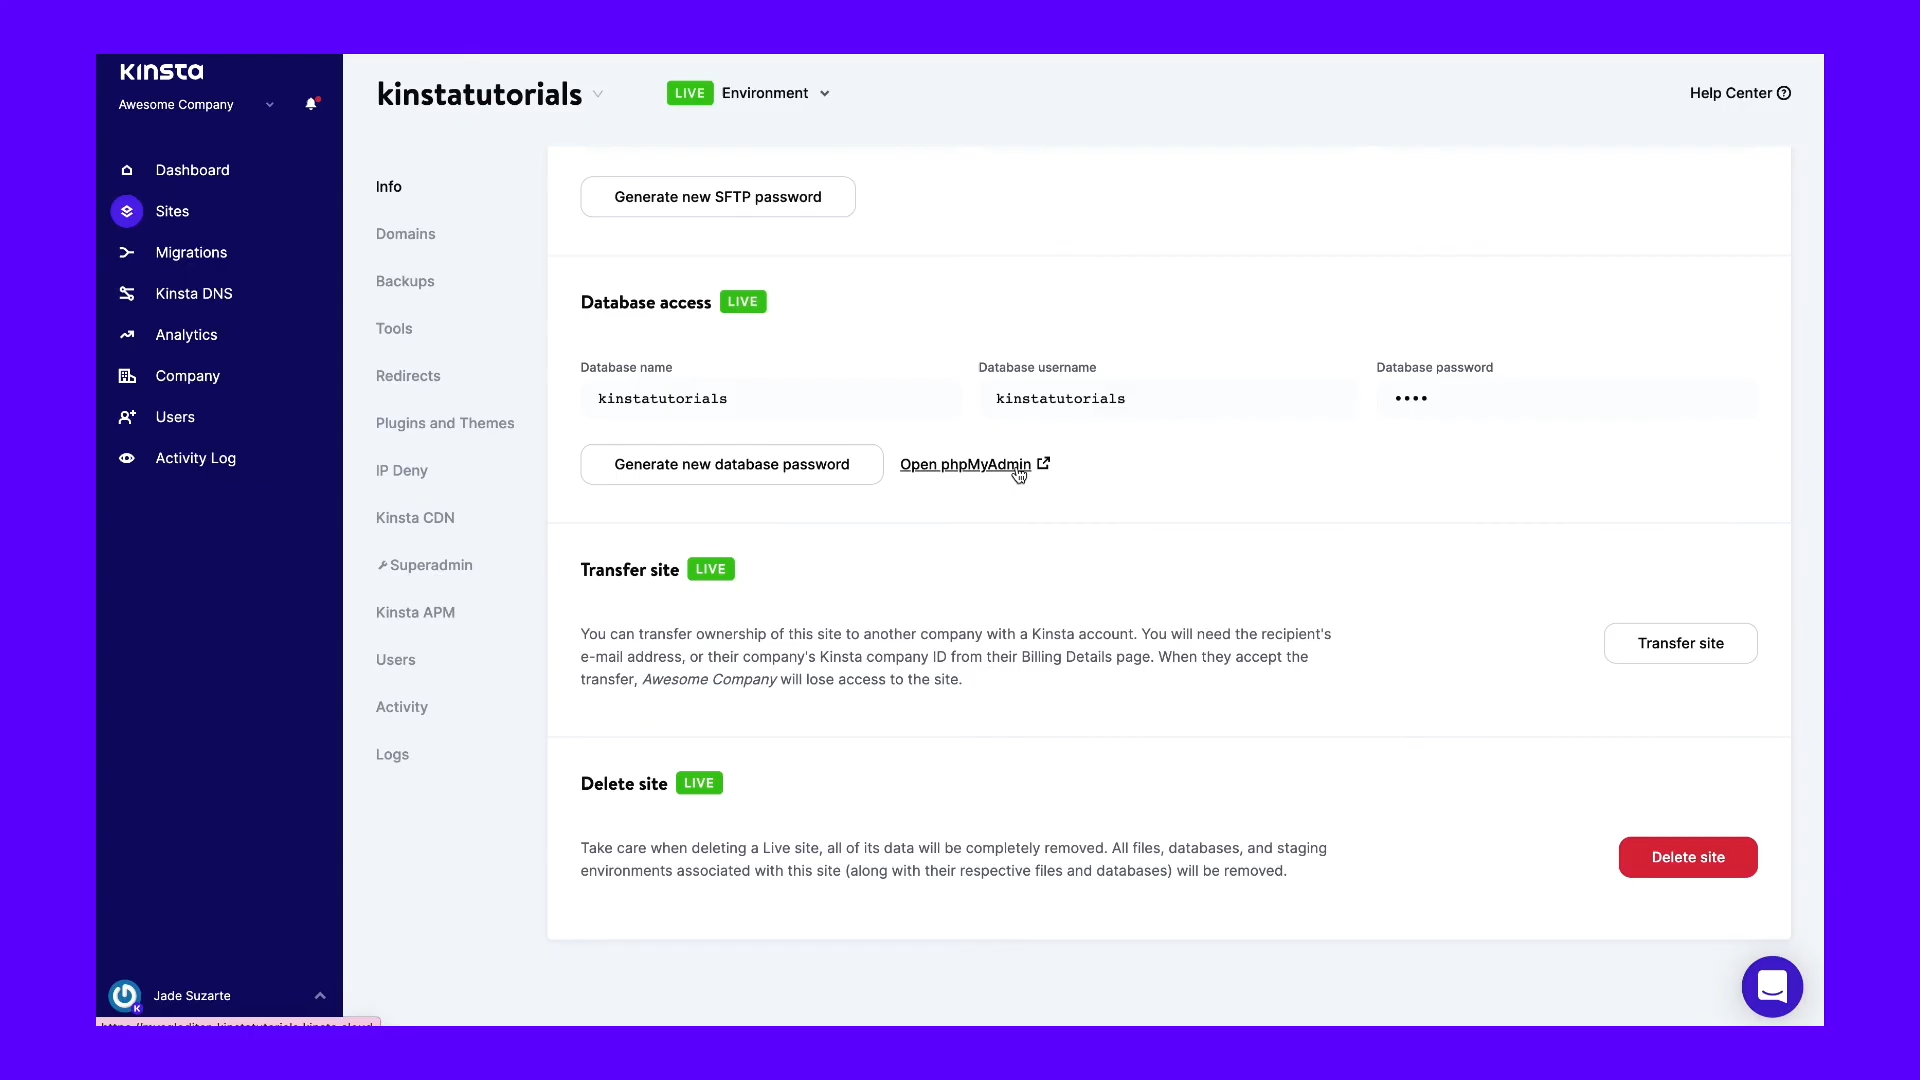 Kinsta
Awesome Company
Dashboard
Sites
Migrations
Kinsta DNS
Analytics
Company
Users
Activity Log
Jade Suzarte
K
kinstatutorials
LIVE Environment
Help Center ?
Info
Domains
Backups
Tools
Redirects
Plugins and Themes
IP Deny
Kinsta CDN
Superadmin
Kinsta APM
Users
Activity
Logs
Generate new SFTP password
Database access LIVE
Database name Database username Database password
kinstatutorials kinstatutorials ••••
Generate new database password Open phpMyAdmin
Transfer site LIVE
You can transfer ownership of this site to another company with a Kinsta account. You will need the recipient's
e-mail address, or their company's Kinsta company ID from their Billing Details page. When they accept the
transfer, Awesome Company will lose access to the site.
Transfer site
Delete site LIVE
Take care when deleting a Live site, all of its data will be completely removed. All files, databases, and staging
environments associated with this site (along with their respective files and databases) will be removed.
Delete site